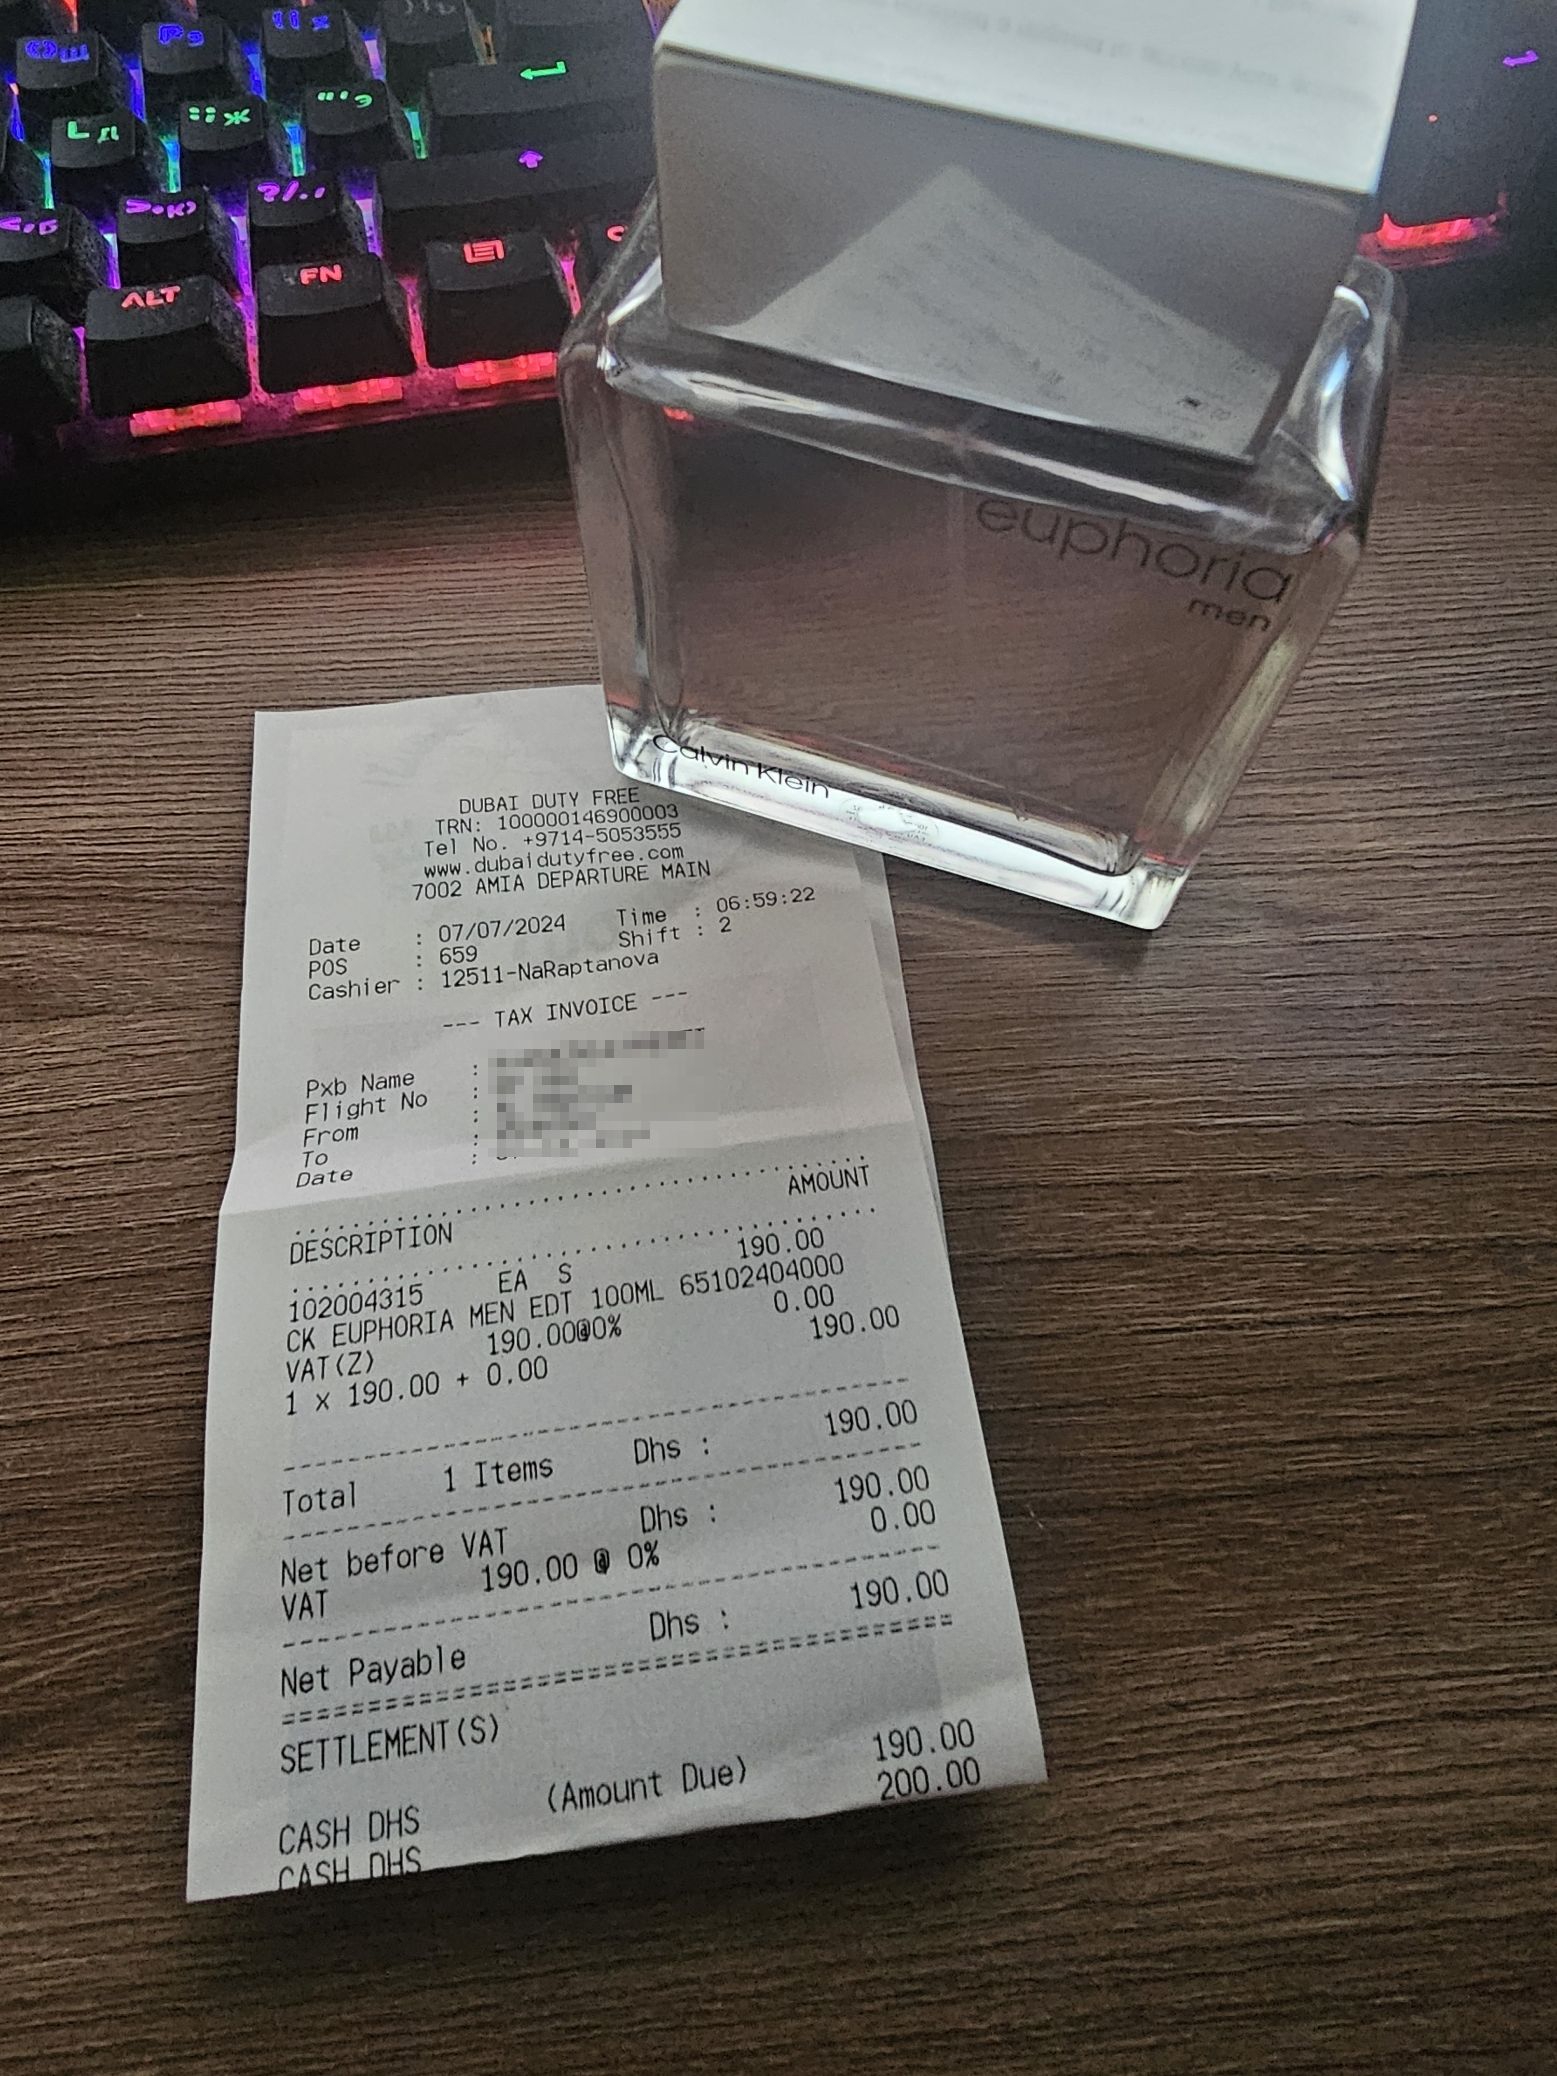 Р З
L Д
: ; Ж
" ' Э
< , Б
> . Ю
? / . ,
ALT
FN
euphoria
men
Calvin Klein
DUBAI DUTY FREE
TRN: 100000146900003
Tel No. +9714-5053555
www.dubaidutyfree.com
7002 AMIA DEPARTURE MAIN
Date : 07/07/2024 Time : 06:59:22
POS : 659 Shift : 2
Cashier : 12511-NaRaptanova
--- TAX INVOICE ---
Pxb Name :
Flight No :
From :
To :
Date :
DESCRIPTION AMOUNT
102004315 EA S 190.00
CK EUPHORIA MEN EDT 100ML 65102404000
VAT(Z) 190.00@0% 0.00
1 x 190.00 + 0.00 190.00
Total 1 Items Dhs : 190.00
Net before VAT Dhs : 190.00
VAT 190.00 @ 0% 0.00
Net Payable Dhs : 190.00
SETTLEMENT(S)
(Amount Due) 190.00
CASH DHS 200.00
CASH DHS